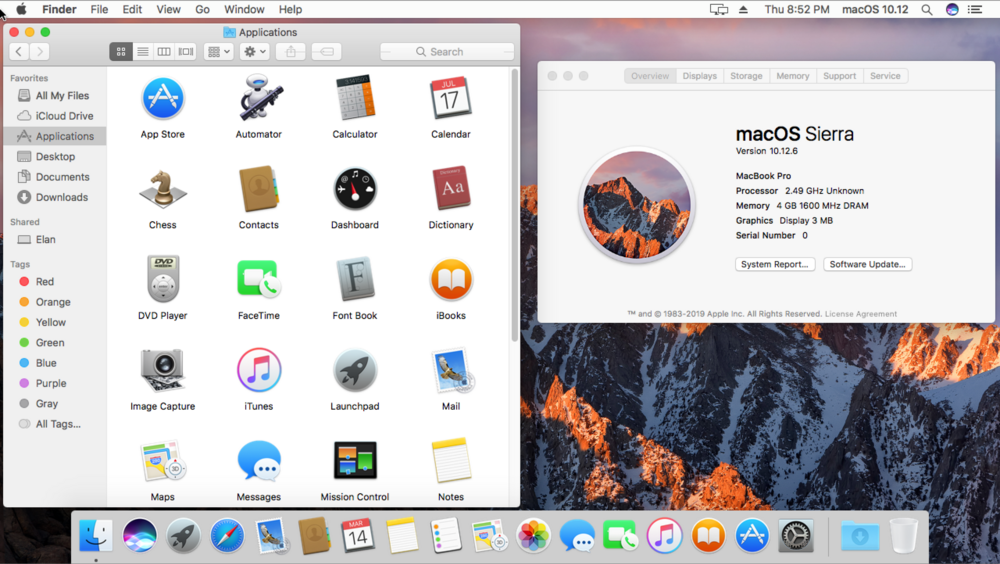 Finder File Edit View Go Window Help Thu 8:52 PM macOS 10.12
Applications
Search
Favorites
All My Files
iCloud Drive
Applications
Desktop
Documents
Downloads
Shared
Elan
Tags
Red
Orange
Yellow
Green
Blue
Purple
Gray
All Tags...
JUL
17
App Store Automator Calculator Calendar
Dictionary
Aa
Chess Contacts Dashboard Dictionary
DVD
F
DVD Player FaceTime Font Book iBooks
Image Capture iTunes Launchpad Mail
3D
Maps Messages Mission Control Notes
Overview Displays Storage Memory Support Service
macOS Sierra
Version 10.12.6
MacBook Pro
Processor 2.49 GHz Unknown
Memory 4 GB 1600 MHz DRAM
Graphics Display 3 MB
Serial Number 0
System Report... Software Update...
™ and © 1983-2019 Apple Inc. All Rights Reserved. License Agreement
MAR
14
3D